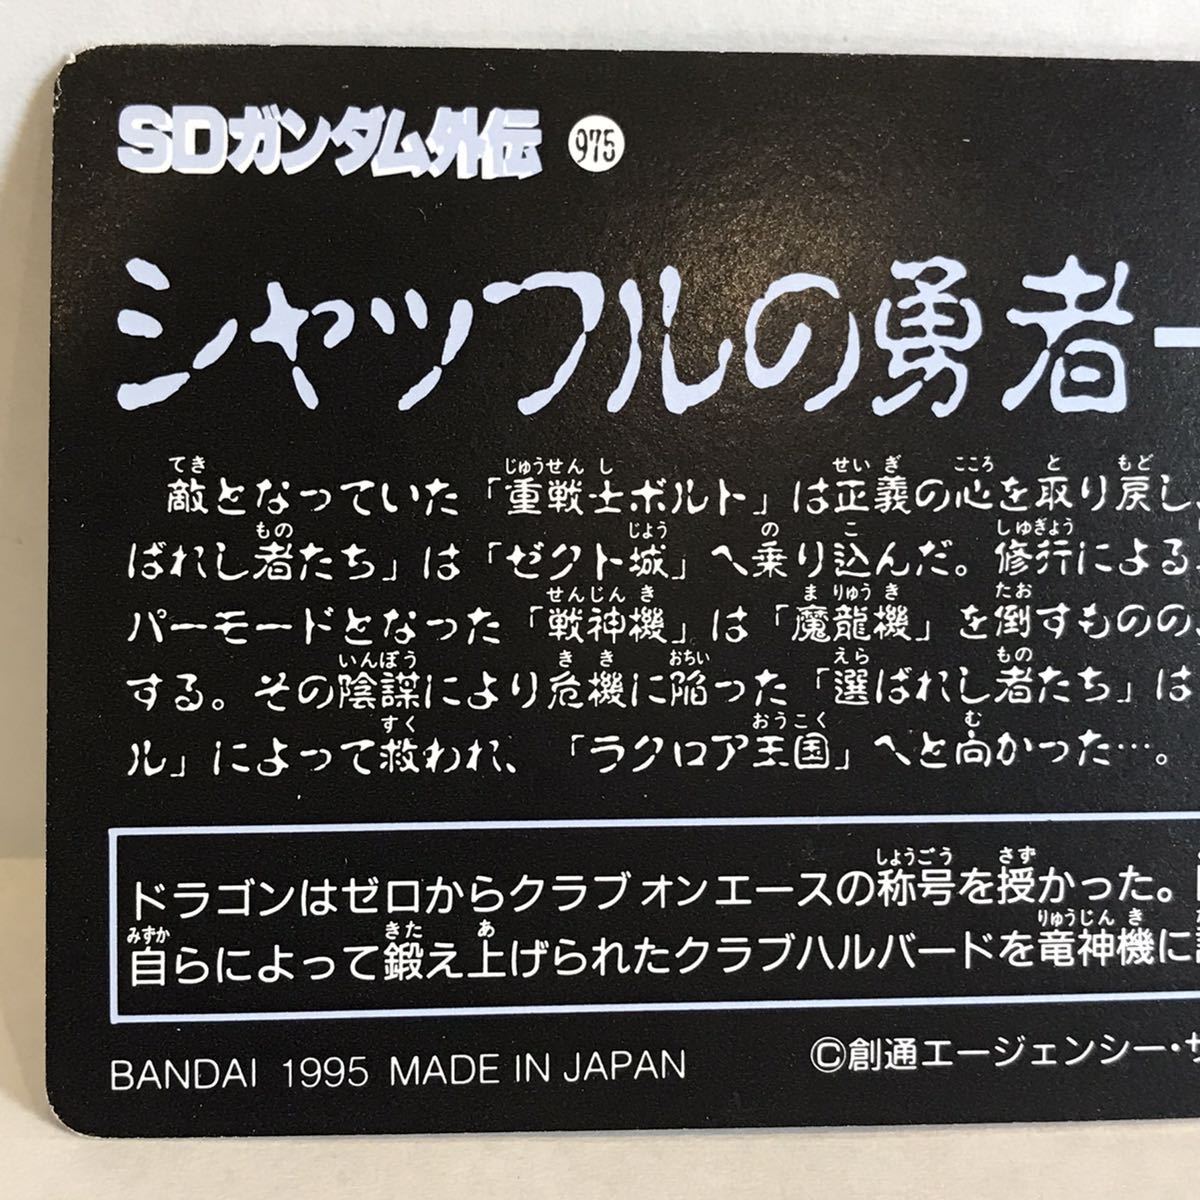 SDガンダム外伝 975
シャッフルの勇者
敵となっていた「重戦士ボルト」は正義の心を取り戻し
ばれし者たち」は「ゼクト城」へ乗り込んだ。修行による
パーモードとなった「戦神機」は「魔龍機」を倒すものの
する。その陰謀により危機に陥った「選ばれし者たち」は
ル」によって救われ、「ラクロア王国」へと向かった…。
ドラゴンはゼロからクラブオンエースの称号を授かった。
自らによって鍛え上げられたクラブハルバードを竜神機に
BANDAI 1995 MADE IN JAPAN
©創通エージェンシー・サ